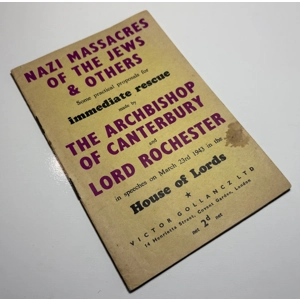 NAZI MASSACRES
OF THE JEWS
& OTHERS
Some practical proposals for
immediate rescue
made by
THE ARCHBISHOP
OF CANTERBURY
and
LORD ROCHESTER
in speeches on March 23rd 1943 in the
House of Lords
★
VICTOR GOLLANCZ LTD
14 Henrietta Street, Covent Garden, London
net 2d net